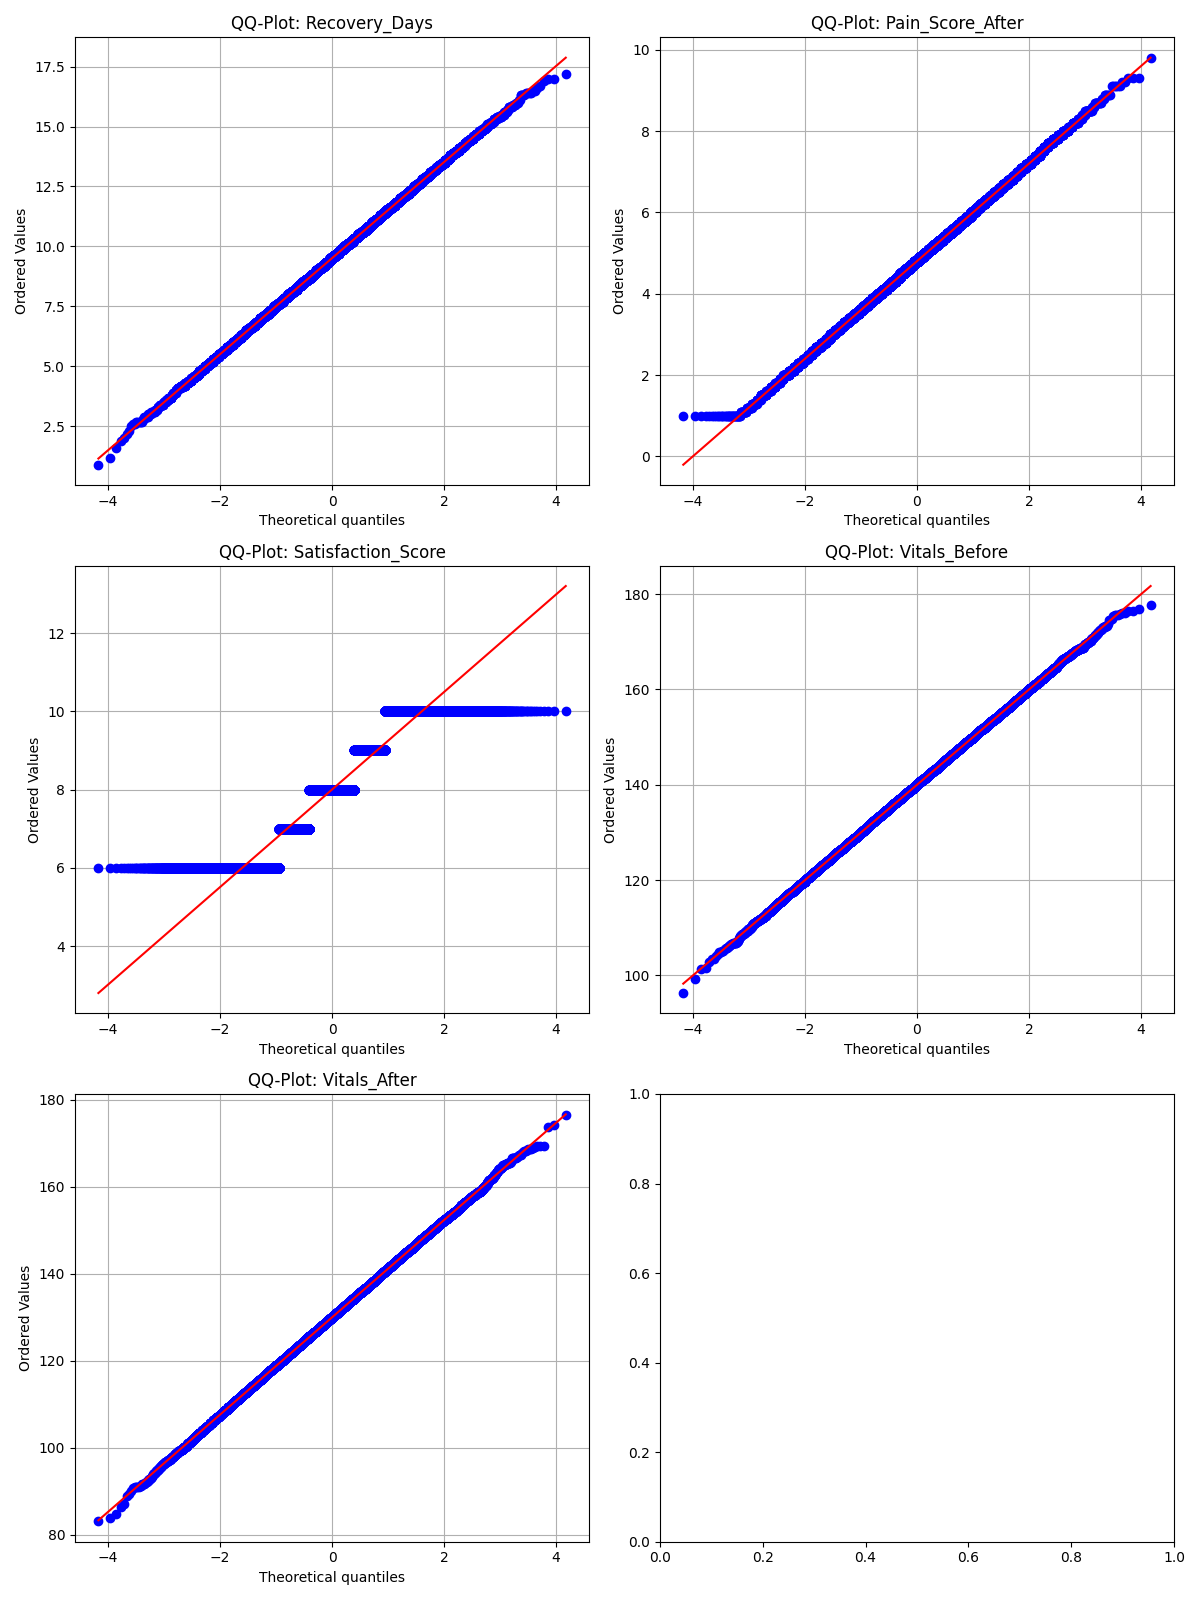 QQ-Plot: Recovery_Days
17.5
15.0
12.5
10.0
7.5
5.0
2.5
Ordered Values
−4 −2 0 2 4
Theoretical quantiles
QQ-Plot: Pain_Score_After
10
8
6
4
2
0
Ordered Values
−4 −2 0 2 4
Theoretical quantiles
QQ-Plot: Satisfaction_Score
12
10
8
6
4
Ordered Values
−4 −2 0 2 4
Theoretical quantiles
QQ-Plot: Vitals_Before
180
160
140
120
100
Ordered Values
−4 −2 0 2 4
Theoretical quantiles
QQ-Plot: Vitals_After
180
160
140
120
100
80
Ordered Values
−4 −2 0 2 4
Theoretical quantiles
1.0
0.8
0.6
0.4
0.2
0.0
0.0 0.2 0.4 0.6 0.8 1.0